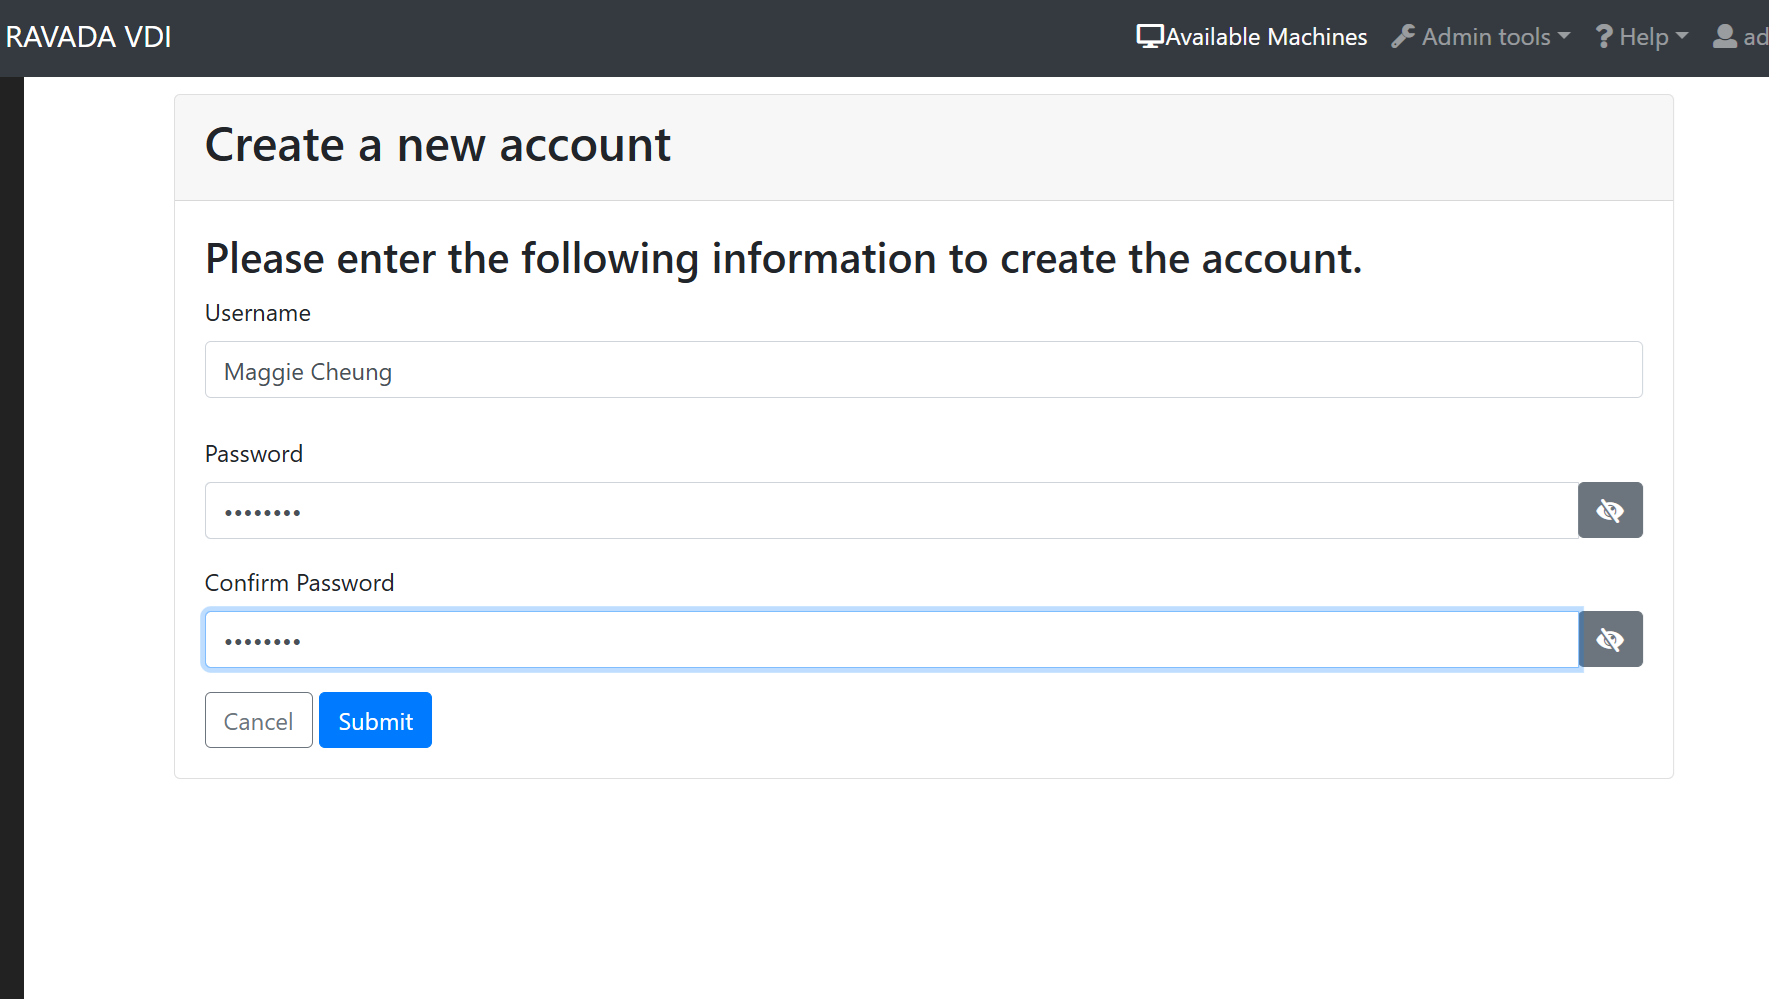 RAVADA VDI
Available Machines Admin tools ? Help ad
Create a new account
Please enter the following information to create the account.
Username
Maggie Cheung
Password
••••••••
Confirm Password
••••••••
Cancel Submit